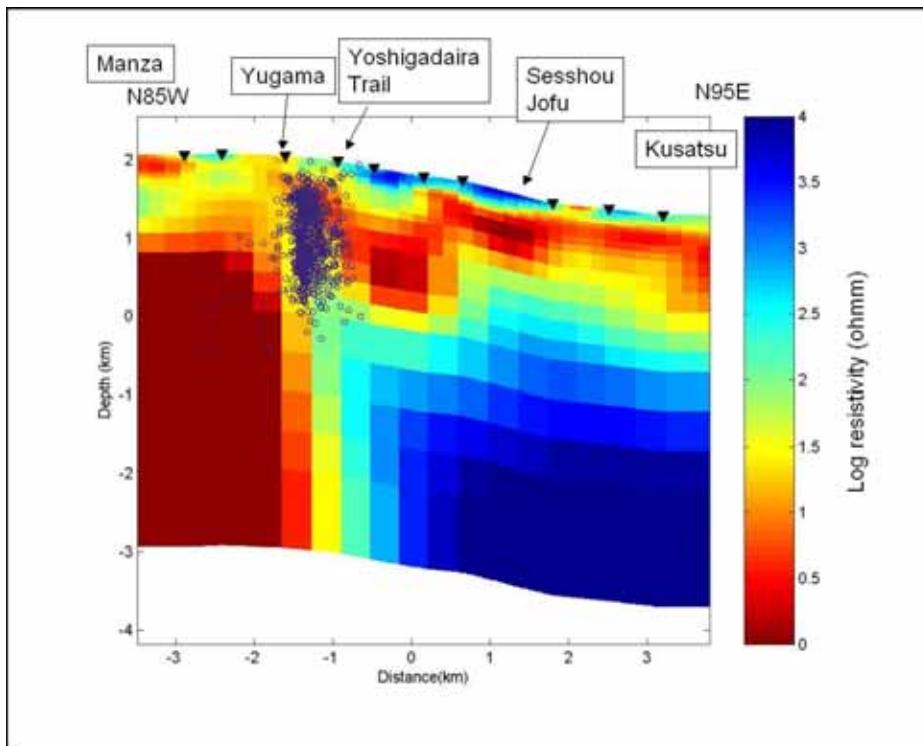 Manza
N85W
Yugama
Yoshigadaira
Trail
Sesshou
Jofu
N95E
Kusatsu
2
1
0
-1
-2
-3
-4
Depth (km)
-3
-2
-1
0
1
2
3
Distance(km)
4
3.5
3
2.5
2
1.5
1
0.5
0
Log resistivity (ohmm)